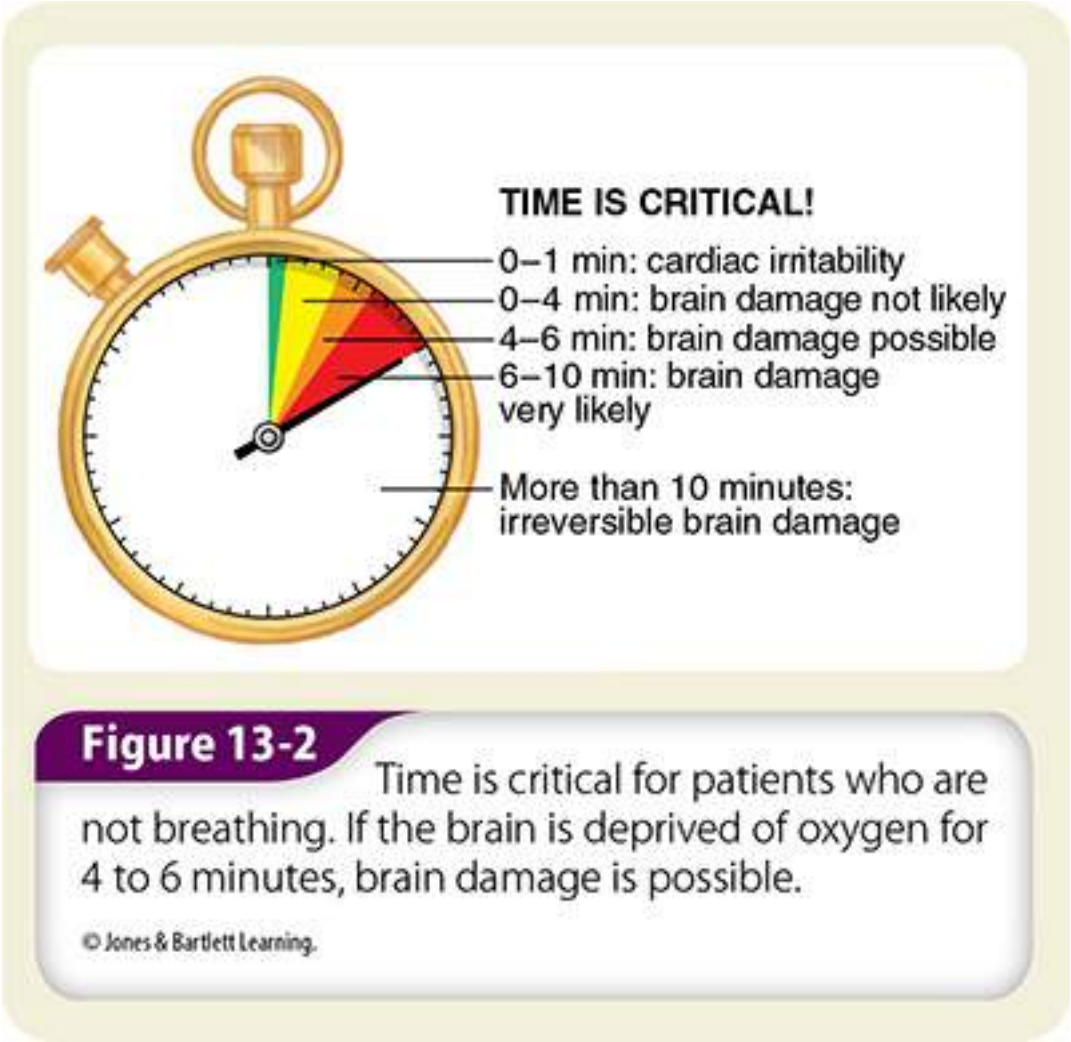 TIME IS CRITICAL!
0–1 min: cardiac irritability
0–4 min: brain damage not likely
4–6 min: brain damage possible
6–10 min: brain damage
very likely
More than 10 minutes:
irreversible brain damage
Figure 13-2
Time is critical for patients who are
not breathing. If the brain is deprived of oxygen for
4 to 6 minutes, brain damage is possible.
© Jones & Bartlett Learning.